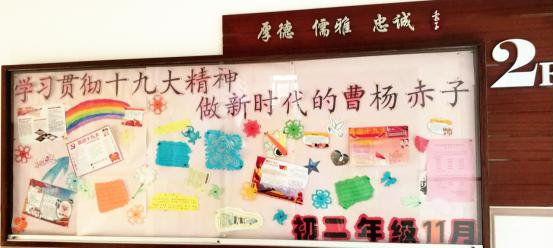 厚德 儒雅 忠诚
2
学习贯彻十九大精神
做新时代的曹杨赤子
初二年级11月